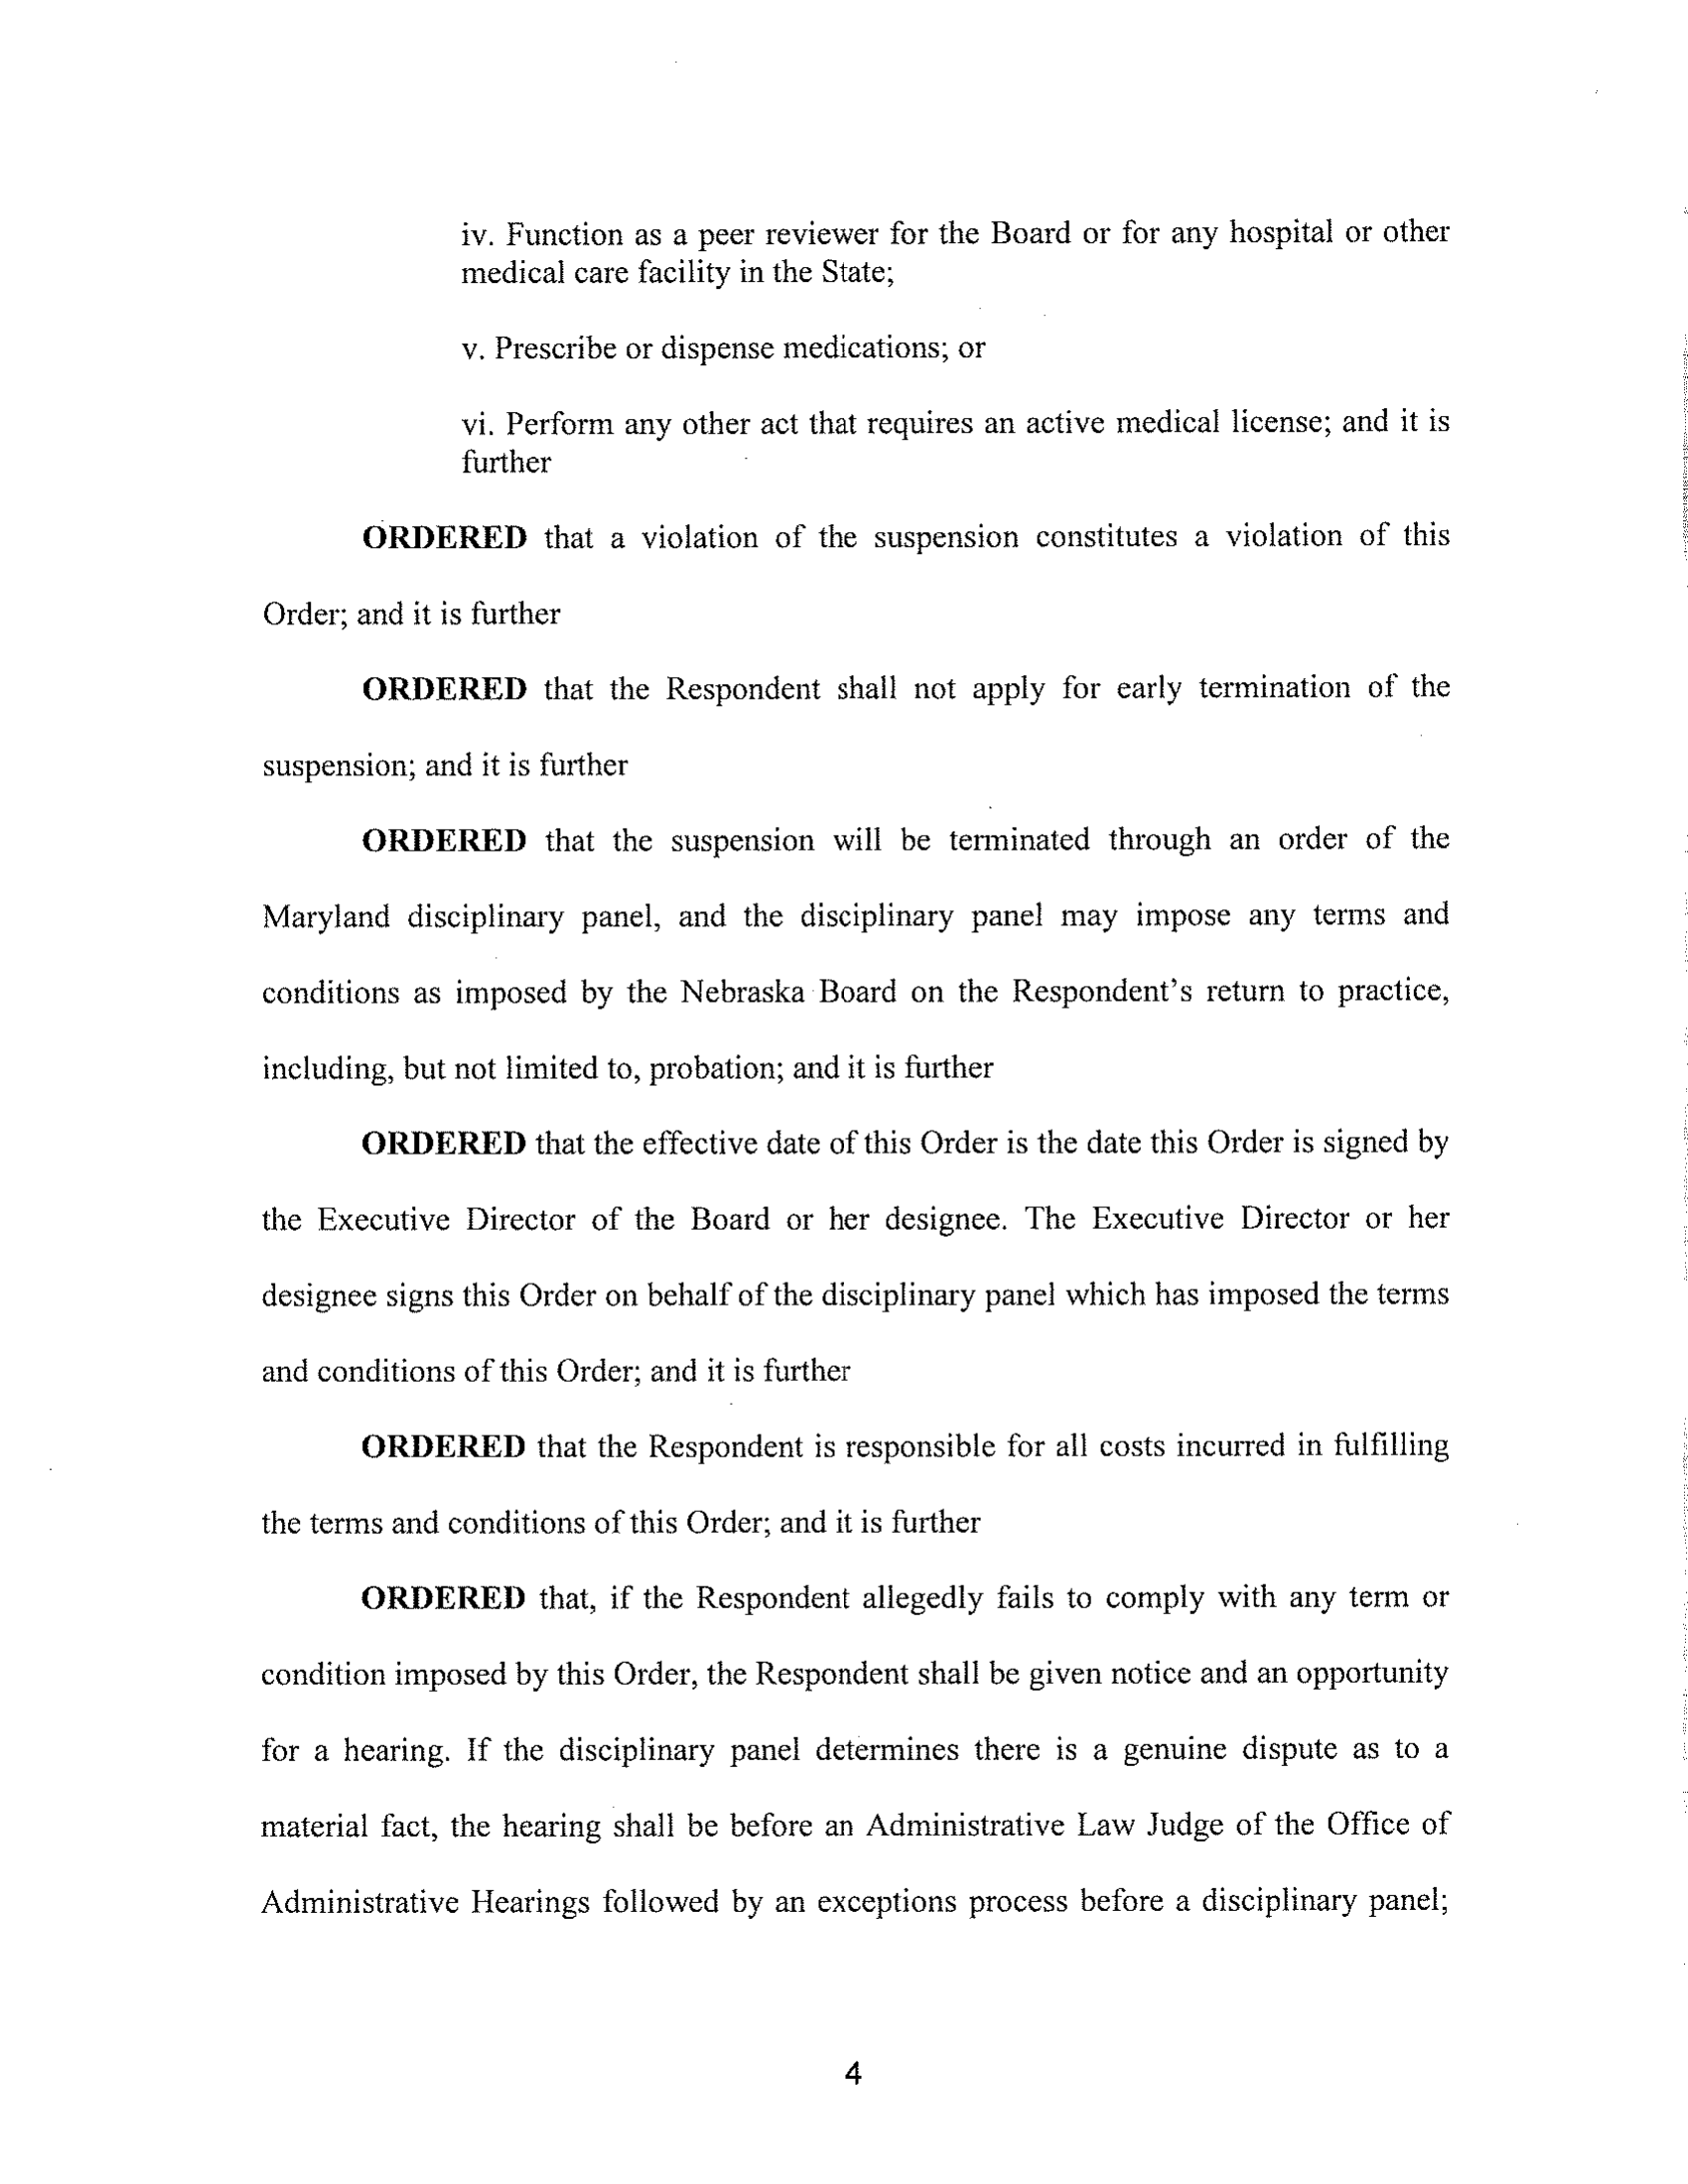 iv. Function as a peer reviewer for the Board or for any hospital or other
medical care facility in the State;
v. Prescribe or dispense medications; or
vi. Perform any other act that requires an active medical license; and it is
further
ORDERED that a violation of the suspension constitutes a violation of this
Order; and it is further
ORDERED that the Respondent shall not apply for early termination of the
suspension; and it is further
ORDERED that the suspension will be terminated through an order of the
Maryland disciplinary panel, and the disciplinary panel may impose any terms and
conditions as imposed by the Nebraska Board on the Respondent's return to practice,
including, but not limited to, probation; and it is further
ORDERED that the effective date of this Order is the date this Order is signed by
the Executive Director of the Board or her designee. The Executive Director or her
designee signs this Order on behalf of the disciplinary panel which has imposed the terms
and conditions of this Order; and it is further
ORDERED that the Respondent is responsible for all costs incurred in fulfilling
the terms and conditions of this Order; and it is further
ORDERED that, if the Respondent allegedly fails to comply with any term or
condition imposed by this Order, the Respondent shall be given notice and an opportunity
for a hearing. If the disciplinary panel determines there is a genuine dispute as to a
material fact, the hearing shall be before an Administrative Law Judge of the Office of
Administrative Hearings followed by an exceptions process before a disciplinary panel;
4